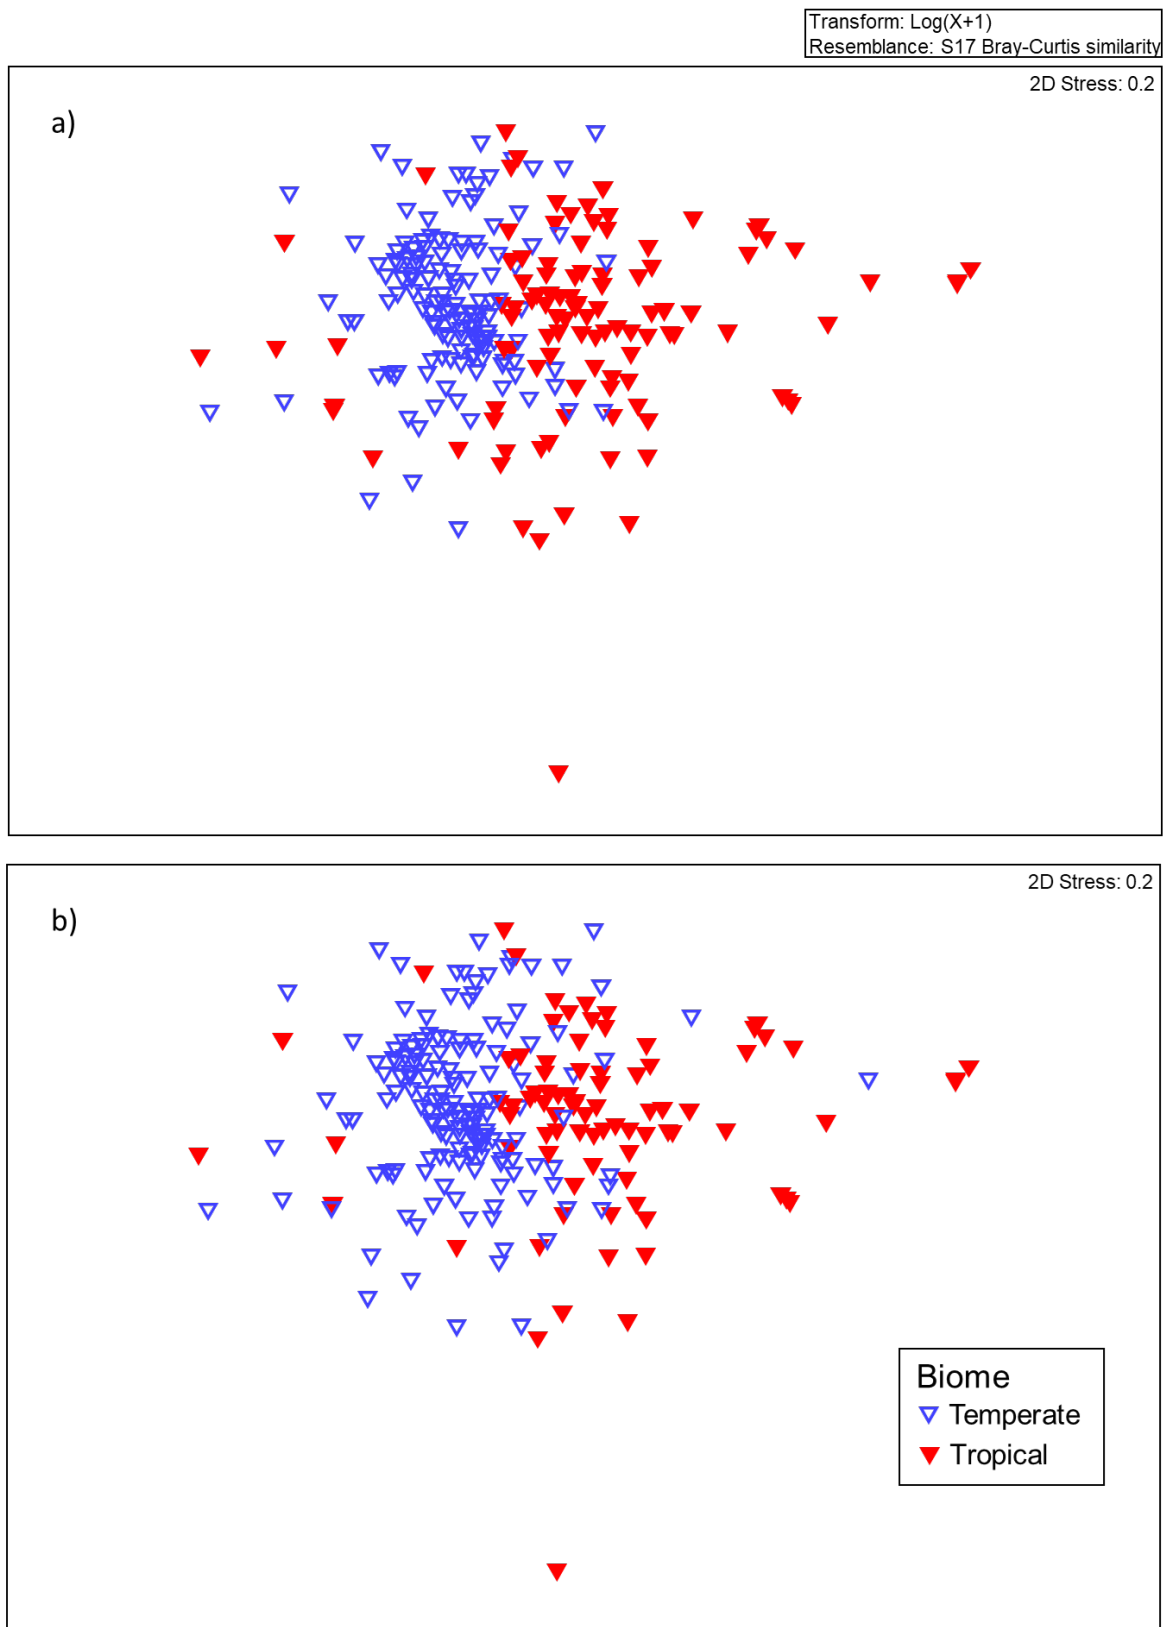 Transform: Log(X+1)
Resemblance: S17 Bray-Curtis similarity
2D Stress: 0.2
a)
2D Stress: 0.2
b)
Biome
Temperate
Tropical